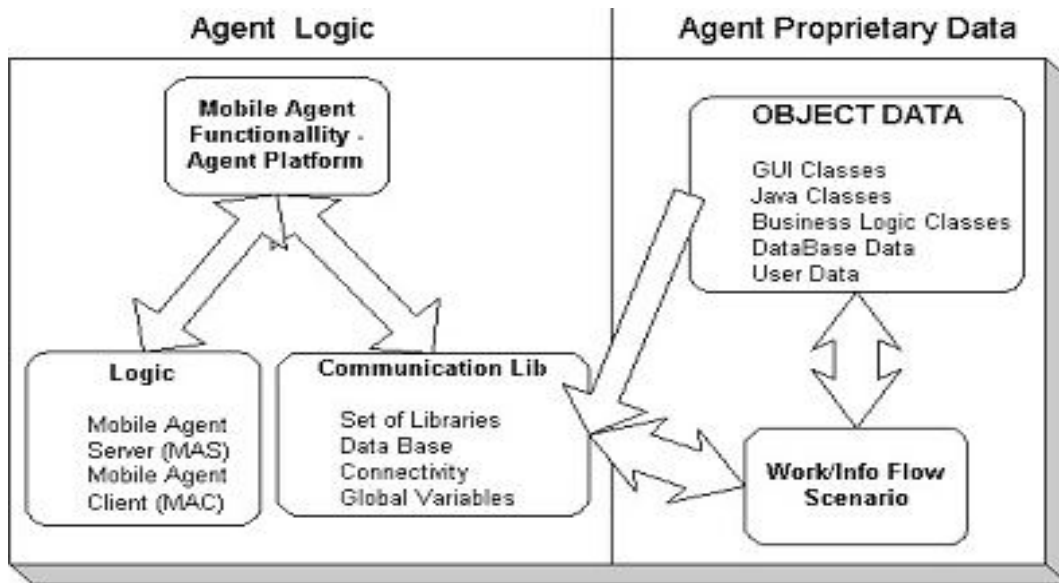 Agent Logic
Agent Proprietary Data
Mobile Agent
Functionallity -
Agent Platform
OBJECT DATA
GUI Classes
Java Classes
Business Logic Classes
DataBase Data
User Data
Logic
Mobile Agent
Server (MAS)
Mobile Agent
Client (MAC)
Communication Lib
Set of Libraries
Data Base
Connectivity
Global Variables
Work/Info Flow
Scenario